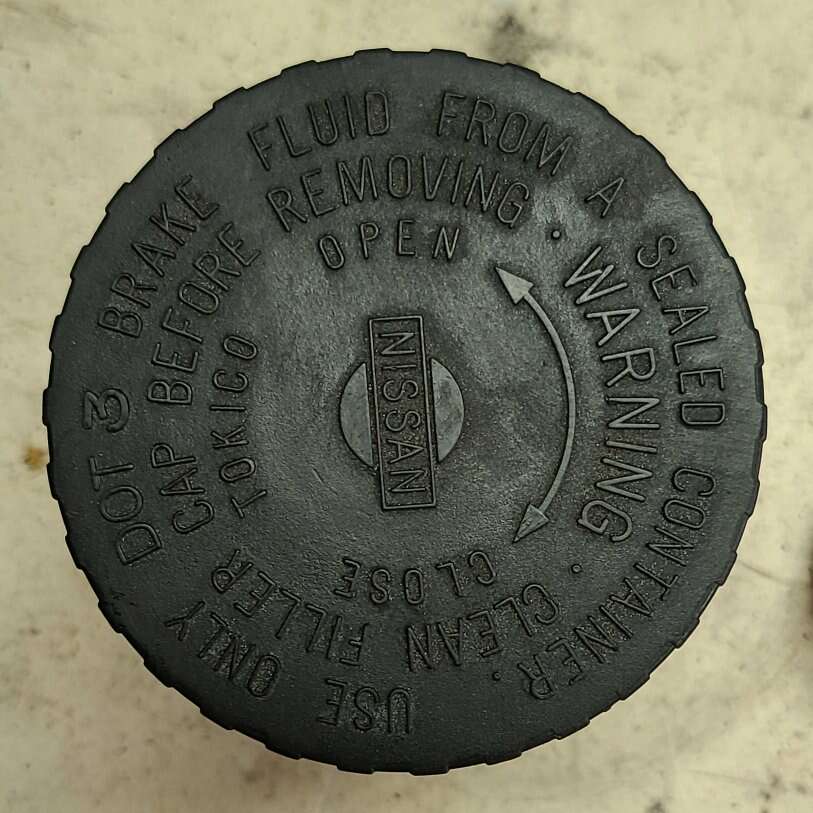 USE ONLY DOT 3 BRAKE FLUID FROM A SEALED CONTAINER.
· WARNING · CLEAN FILLER CAP BEFORE REMOVING
OPEN
CLOSE
TOKICO
NISSAN